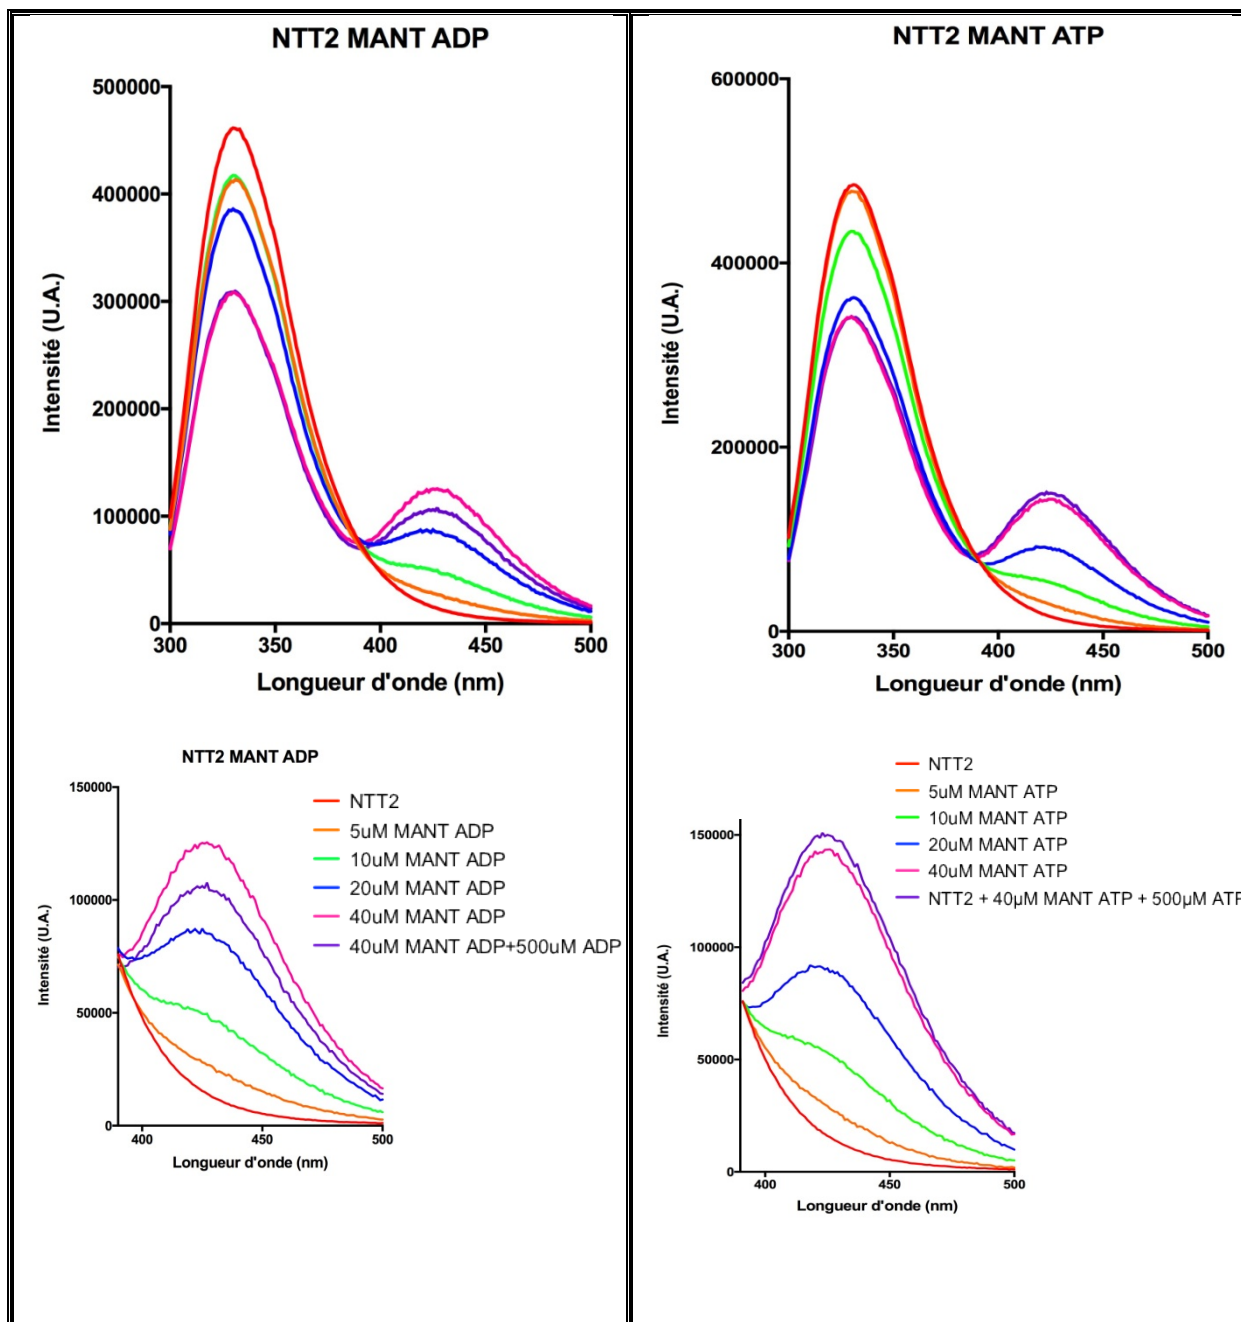 NTT2 MANT ADP
500000
400000
300000
200000
100000
0
300 350 400 450 500
Intensité (U.A.)
Longueur d'onde (nm)
NTT2 MANT ADP
150000
100000
50000
0
400 450 500
Intensité (U.A.)
Longueur d'onde (nm)
NTT2
5uM MANT ADP
10uM MANT ADP
20uM MANT ADP
40uM MANT ADP
40uM MANT ADP+500uM ADP
NTT2 MANT ATP
600000
400000
200000
0
300 350 400 450 500
Intensité (U.A.)
Longueur d'onde (nm)
NTT2
5uM MANT ATP
10uM MANT ATP
20uM MANT ATP
40uM MANT ATP
NTT2 + 40µM MANT ATP + 500µM ATP
150000
100000
50000
0
400 450 500
Intensité (U.A.)
Longueur d'onde (nm)